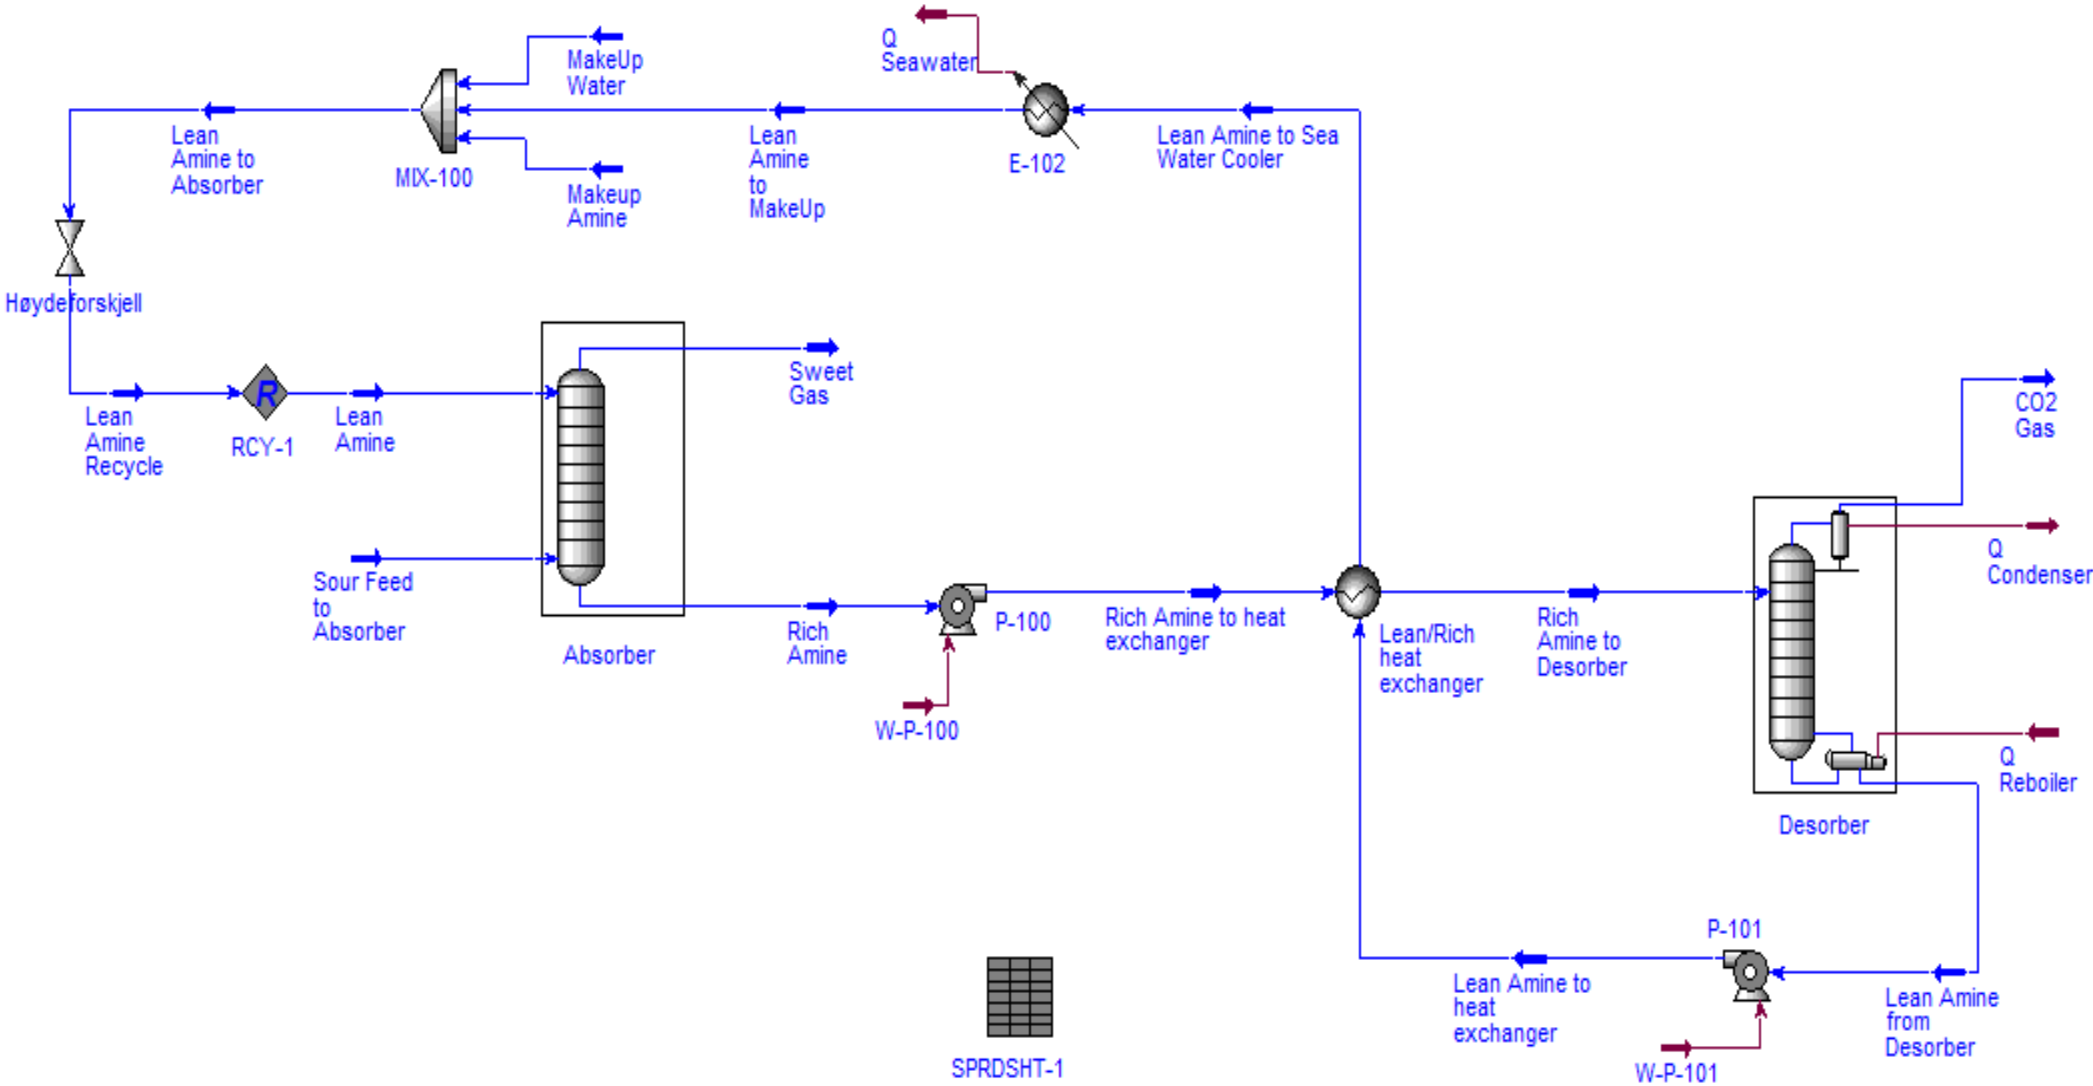 Q
Seawater
MakeUp
Water
Lean
Amine to
Absorber
MIX-100
Makeup
Amine
Lean
Amine
to
MakeUp
E-102
Lean Amine to Sea
Water Cooler
Høydeforskjell
Lean
Amine
Recycle
R
RCY-1
Lean
Amine
Sweet
Gas
Sour Feed
to
Absorber
Absorber
Rich
Amine
P-100
W-P-100
Rich Amine to heat
exchanger
Lean/Rich
heat
exchanger
Rich
Amine to
Desorber
CO2
Gas
Q
Condenser
Q
Reboiler
Desorber
P-101
Lean Amine to
heat
exchanger
Lean Amine
from
Desorber
W-P-101
SPRDSHT-1